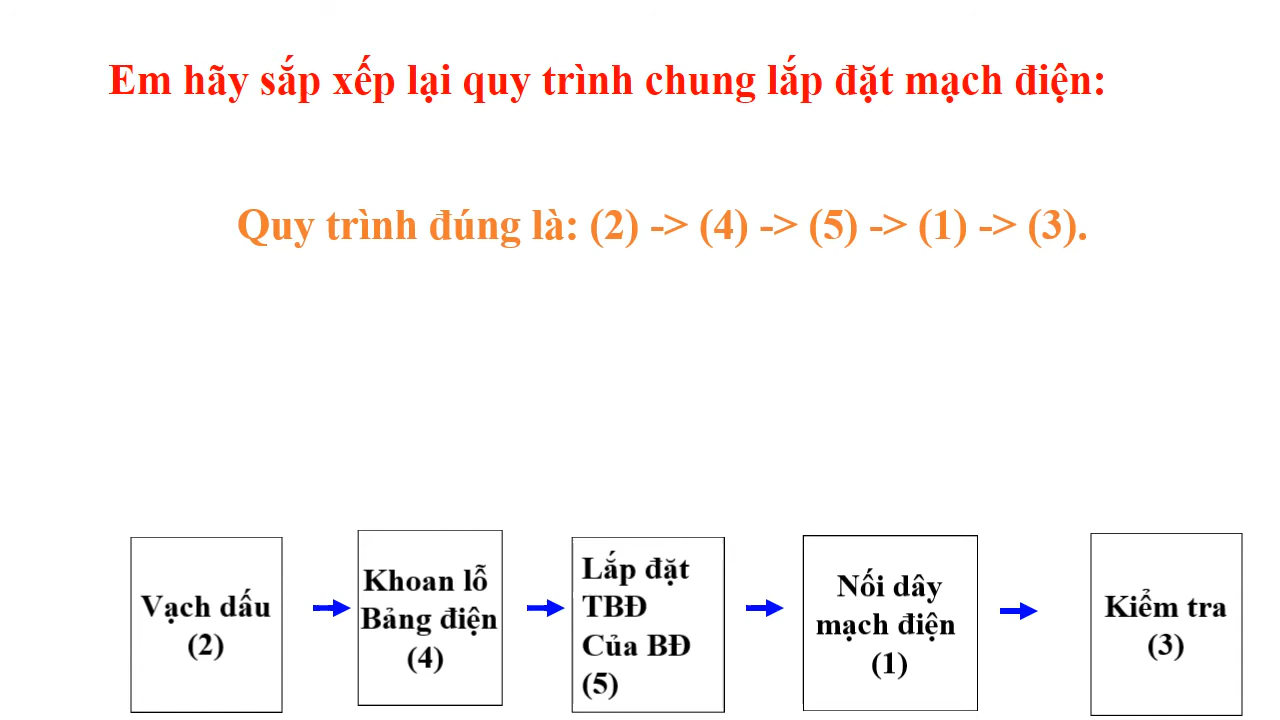 Em hãy sắp xếp lại quy trình chung lắp đặt mạch điện:
Quy trình đúng là: (2) -> (4) -> (5) -> (1) -> (3).
Vạch dấu
(2)
Khoan lỗ
Bảng điện
(4)
Lắp đặt
TBĐ
Của BĐ
(5)
Nối dây
mạch điện
(1)
Kiểm tra
(3)